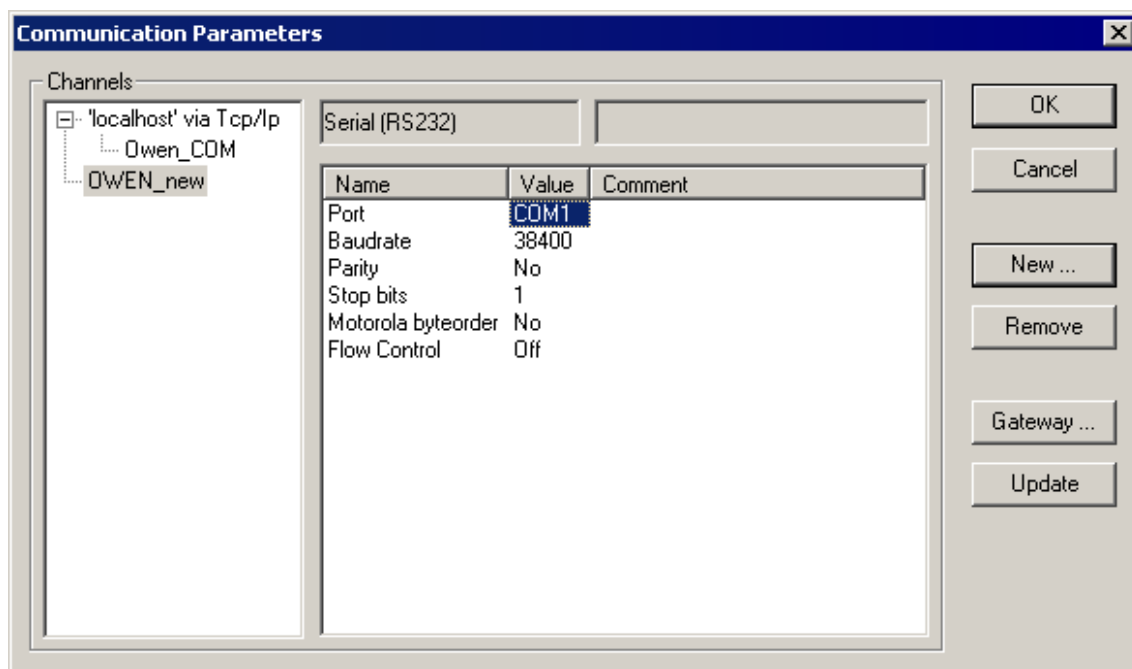 Communication Parameters
Channels
'localhost' via Tcp/Ip
Owen_COM
OWEN_new
Serial (RS232)
Name Value Comment
Port COM1
Baudrate 38400
Parity No
Stop bits 1
Motorola byteorder No
Flow Control Off
OK
Cancel
New ...
Remove
Gateway ...
Update